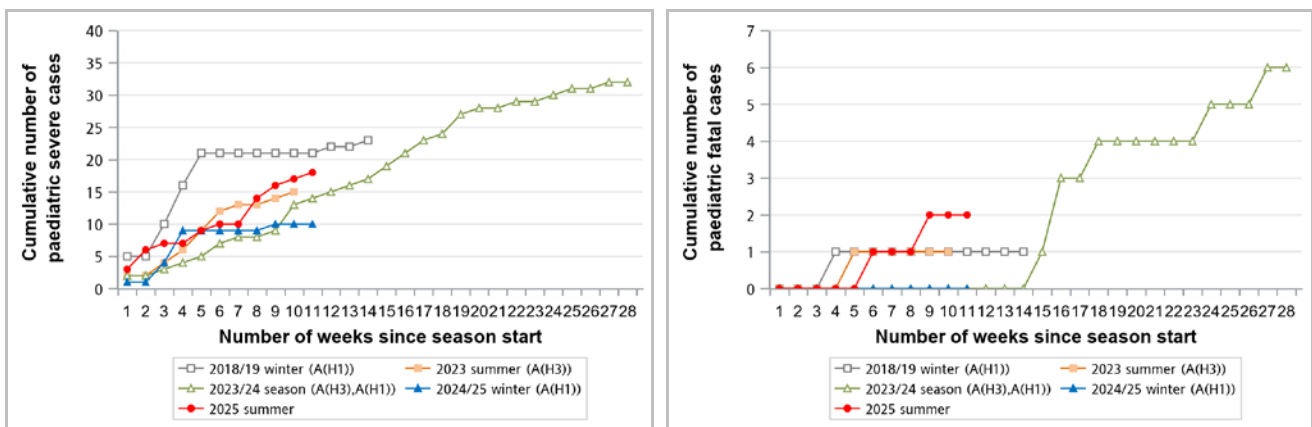 Cumulative number of
paediatric severe cases
40
35
30
25
20
15
10
5
0
1 2 3 4 5 6 7 8 9 10 11 12 13 14 15 16 17 18 19 20 21 22 23 24 25 26 27 28
Number of weeks since season start
2018/19 winter (A(H1)) 2023 summer (A(H3))
2023/24 season (A(H3),A(H1)) 2024/25 winter (A(H1))
2025 summer
Cumulative number of
paediatric fatal cases
7
6
5
4
3
2
1
0
1 2 3 4 5 6 7 8 9 10 11 12 13 14 15 16 17 18 19 20 21 22 23 24 25 26 27 28
Number of weeks since season start
2018/19 winter (A(H1)) 2023 summer (A(H3))
2023/24 season (A(H3),A(H1)) 2024/25 winter (A(H1))
2025 summer